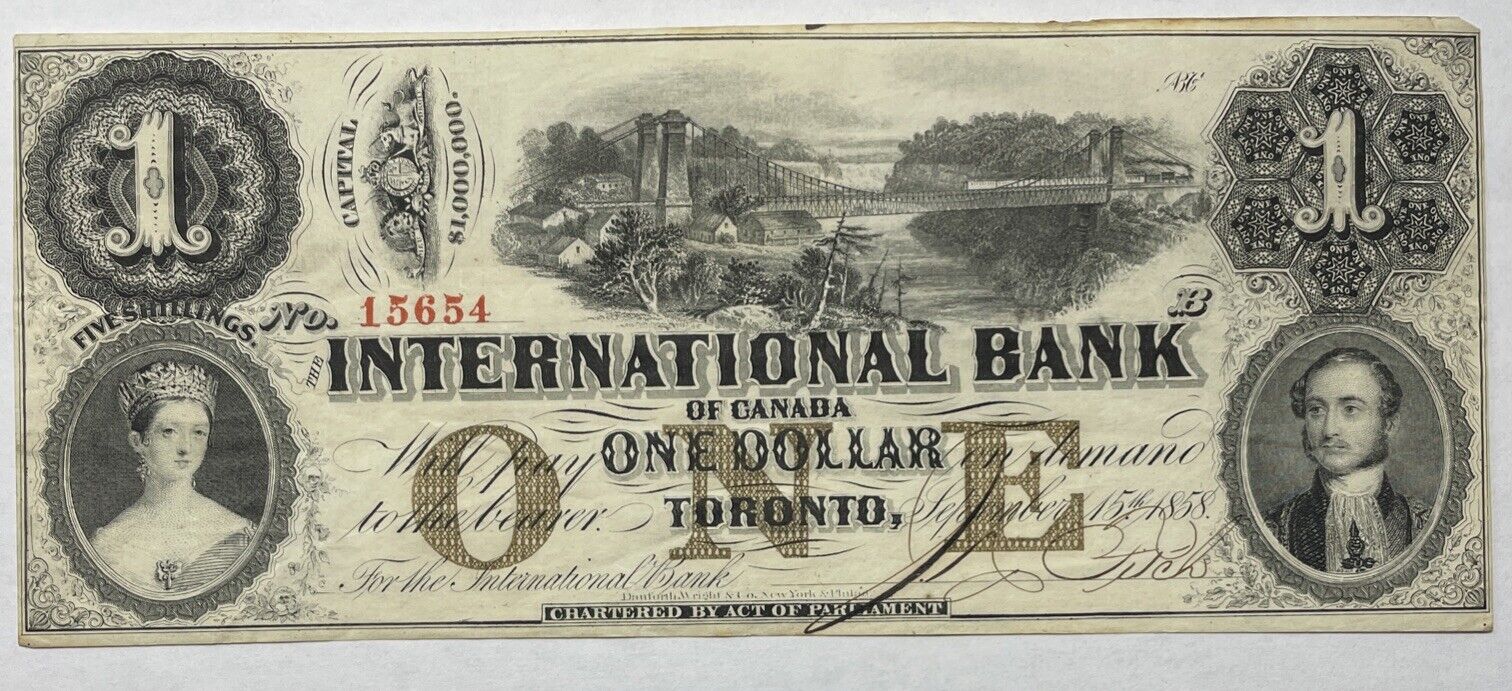 1
CAPITAL
$1,000,000.
1
FIVE SHILLINGS.
No. 15654
B
THE INTERNATIONAL BANK
OF CANADA
Will pay ONE DOLLAR on demand
ONE
to the bearer. TORONTO, September 15th 1858.
For the International Bank
Fitch
Danforth, Wright & Co. New York & Philad
CHARTERED BY ACT OF PARLIAMENT